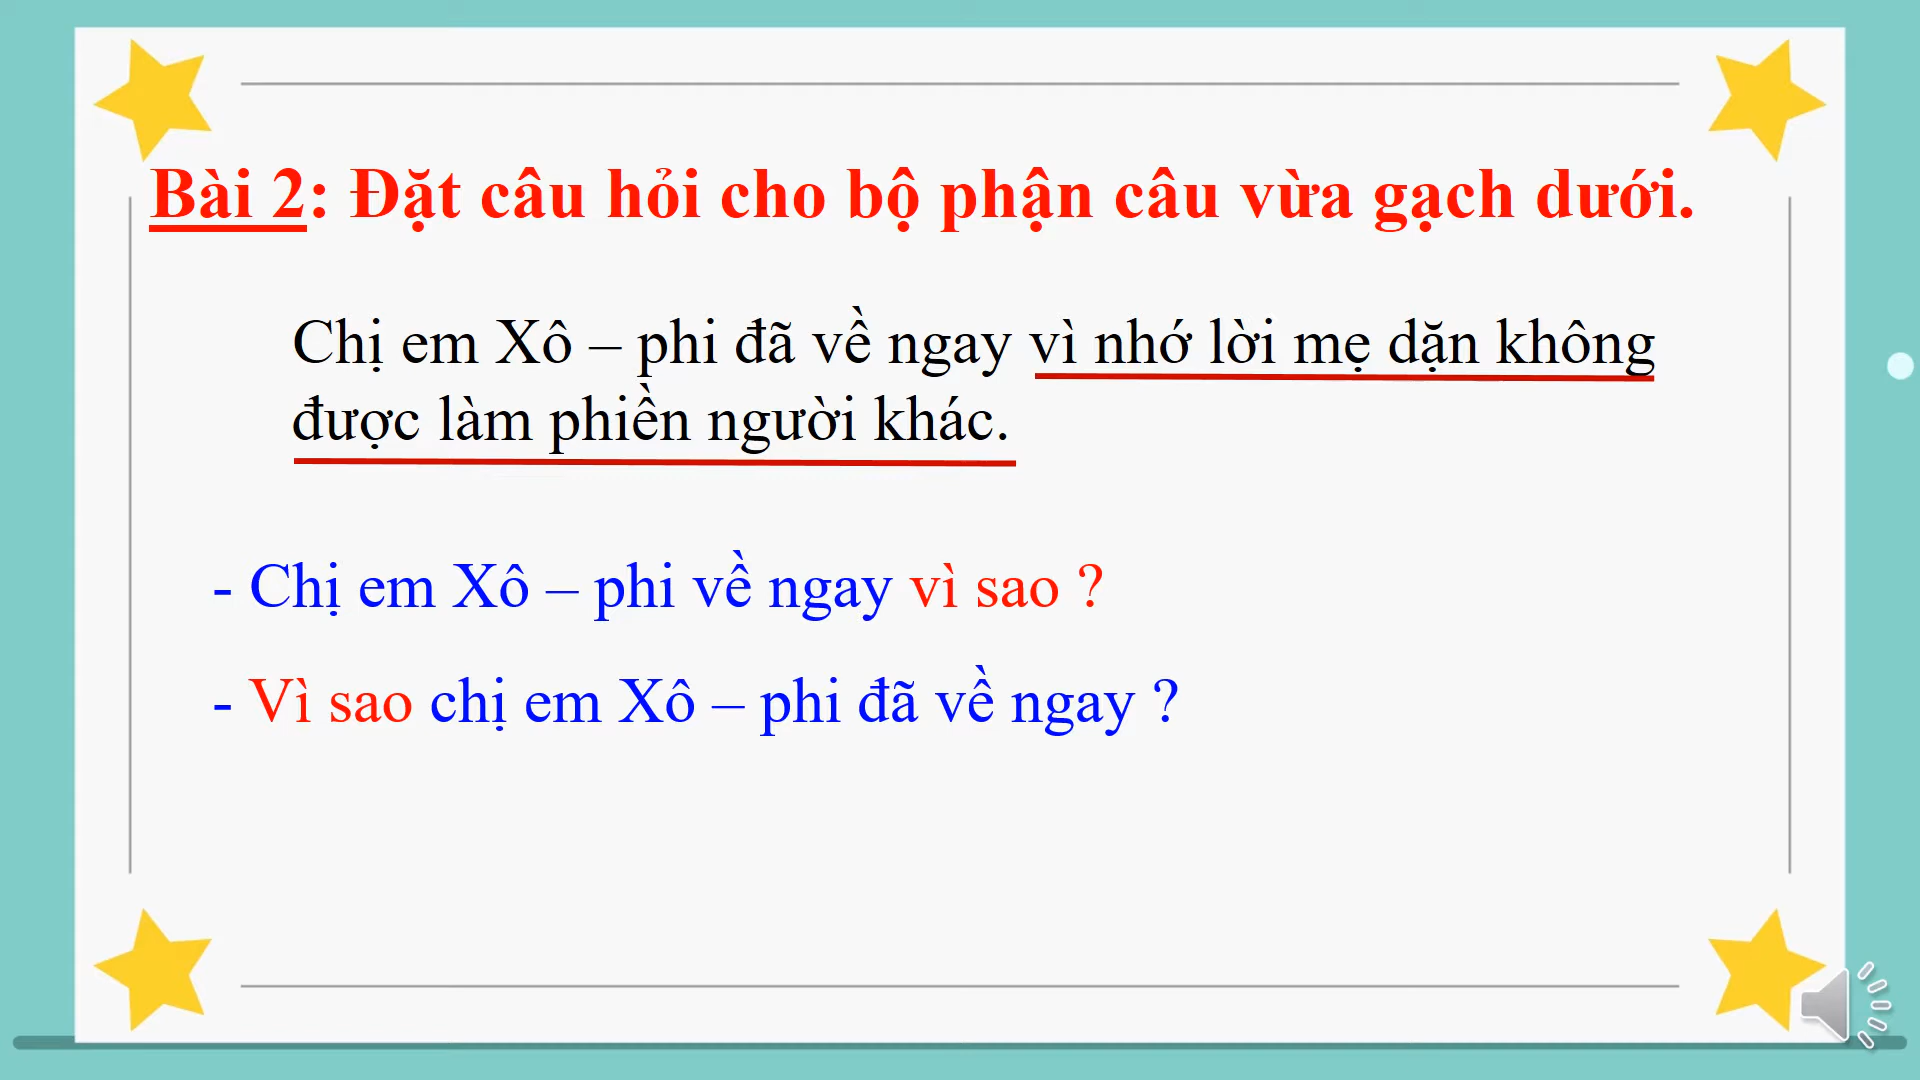 Bài 2: Đặt câu hỏi cho bộ phận câu vừa gạch dưới.
Chị em Xô – phi đã về ngay vì nhớ lời mẹ dặn không
được làm phiền người khác.
- Chị em Xô – phi về ngay vì sao ?
- Vì sao chị em Xô – phi đã về ngay ?